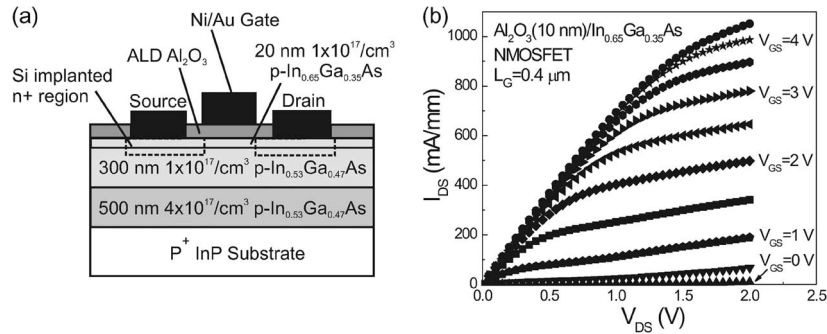 (a)
Ni/Au Gate
ALD Al2O3
20 nm 1x10^17/cm^3
p-In0.65Ga0.35As
Si implanted
n+ region
Source
Drain
300 nm 1x10^17/cm^3 p-In0.53Ga0.47As
500 nm 4x10^17/cm^3 p-In0.53Ga0.47As
P+ InP Substrate
(b)
Al2O3(10 nm)/In0.65Ga0.35As
NMOSFET
LG=0.4 μm
VGS=4 V
VGS=3 V
VGS=2 V
VGS=1 V
VGS=0 V
IDS (mA/mm)
1000
800
600
400
200
0
0.0 0.5 1.0 1.5 2.0 2.5
VDS (V)